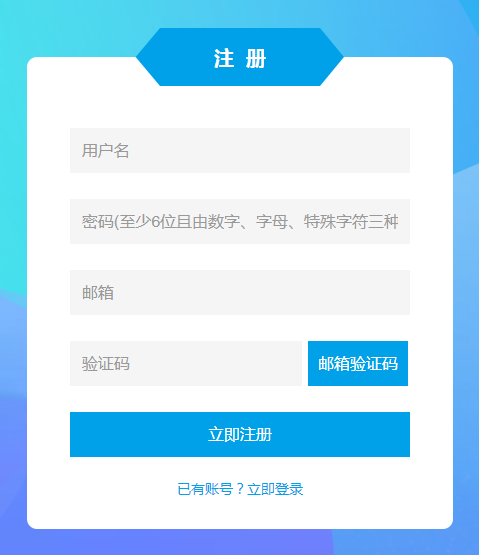 注 册
用户名
密码(至少6位且由数字、字母、特殊字符三种
邮箱
验证码
邮箱验证码
立即注册
已有账号？立即登录